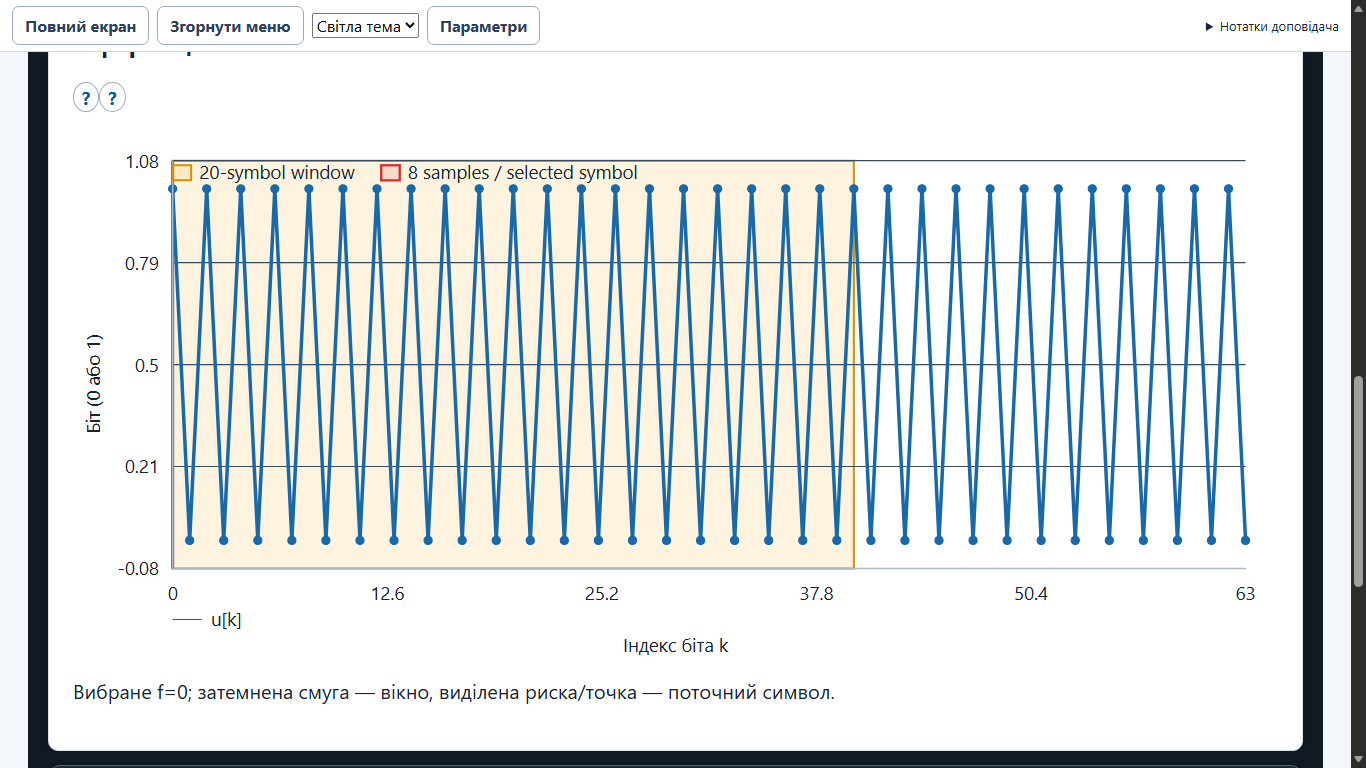 Повний екран
Згорнути меню
Світла тема
Параметри
▶ Нотатки доповідача
? ?
20-symbol window
8 samples / selected symbol
1.08
0.79
0.5
0.21
-0.08
Біт (0 або 1)
0 12.6 25.2 37.8 50.4 63
u[k]
Індекс біта k
Вибране f=0; затемнена смуга — вікно, виділена риска/точка — поточний символ.